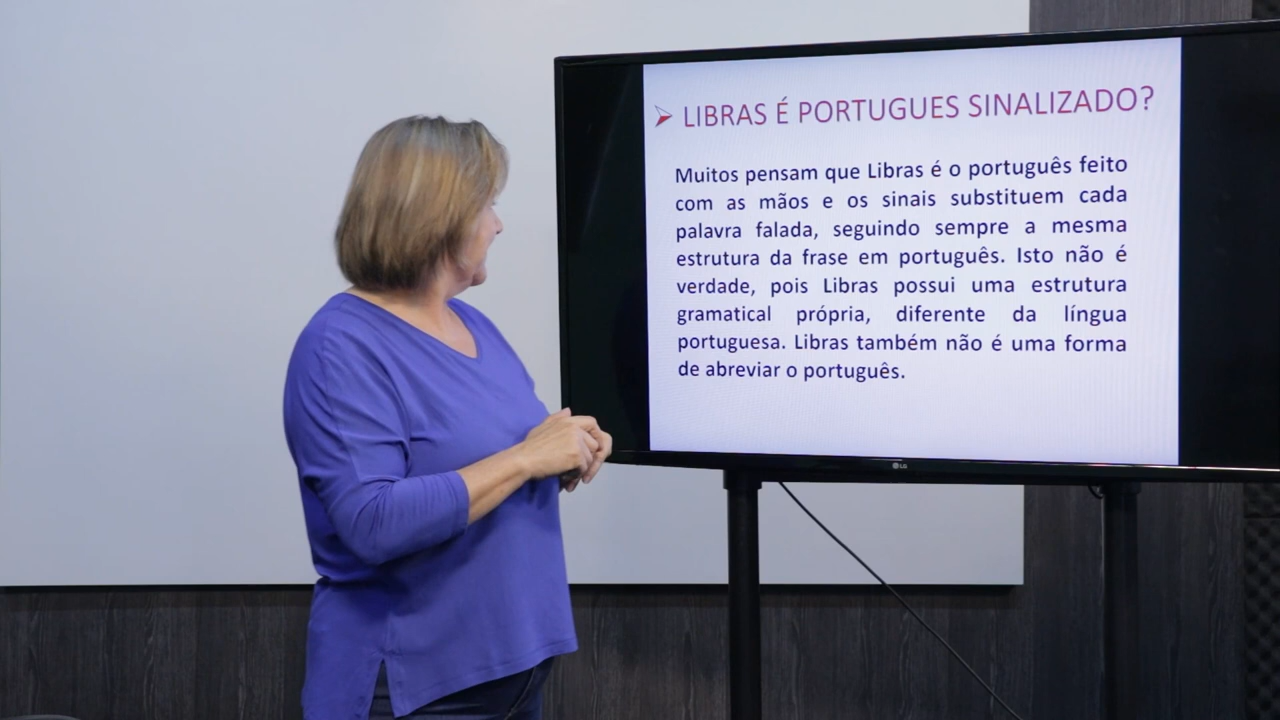 LIBRAS É PORTUGUES SINALIZADO?
Muitos pensam que Libras é o português feito
com as mãos e os sinais substituem cada
palavra falada, seguindo sempre a mesma
estrutura da frase em português. Isto não é
verdade, pois Libras possui uma estrutura
gramatical própria, diferente da língua
portuguesa. Libras também não é uma forma
de abreviar o português.
LG